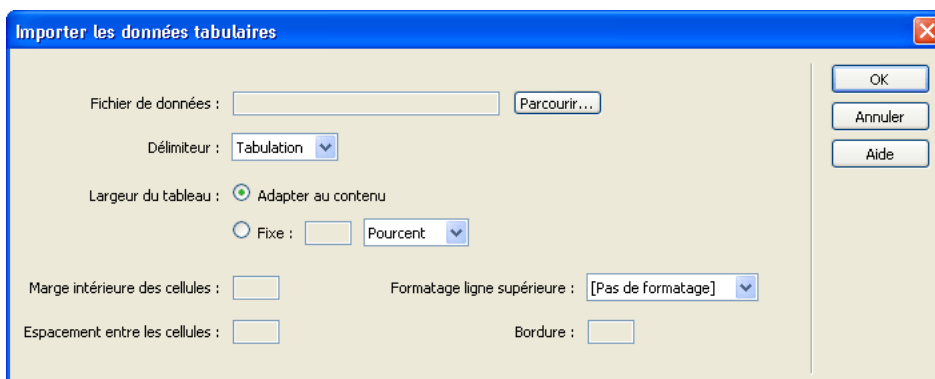 Importer les données tabulaires
Fichier de données : Parcourir...
Délimiteur : Tabulation
Largeur du tableau : Adapter au contenu
Fixe : Pourcent
Marge intérieure des cellules : Formatage ligne supérieure : [Pas de formatage]
Espacement entre les cellules : Bordure :
OK
Annuler
Aide